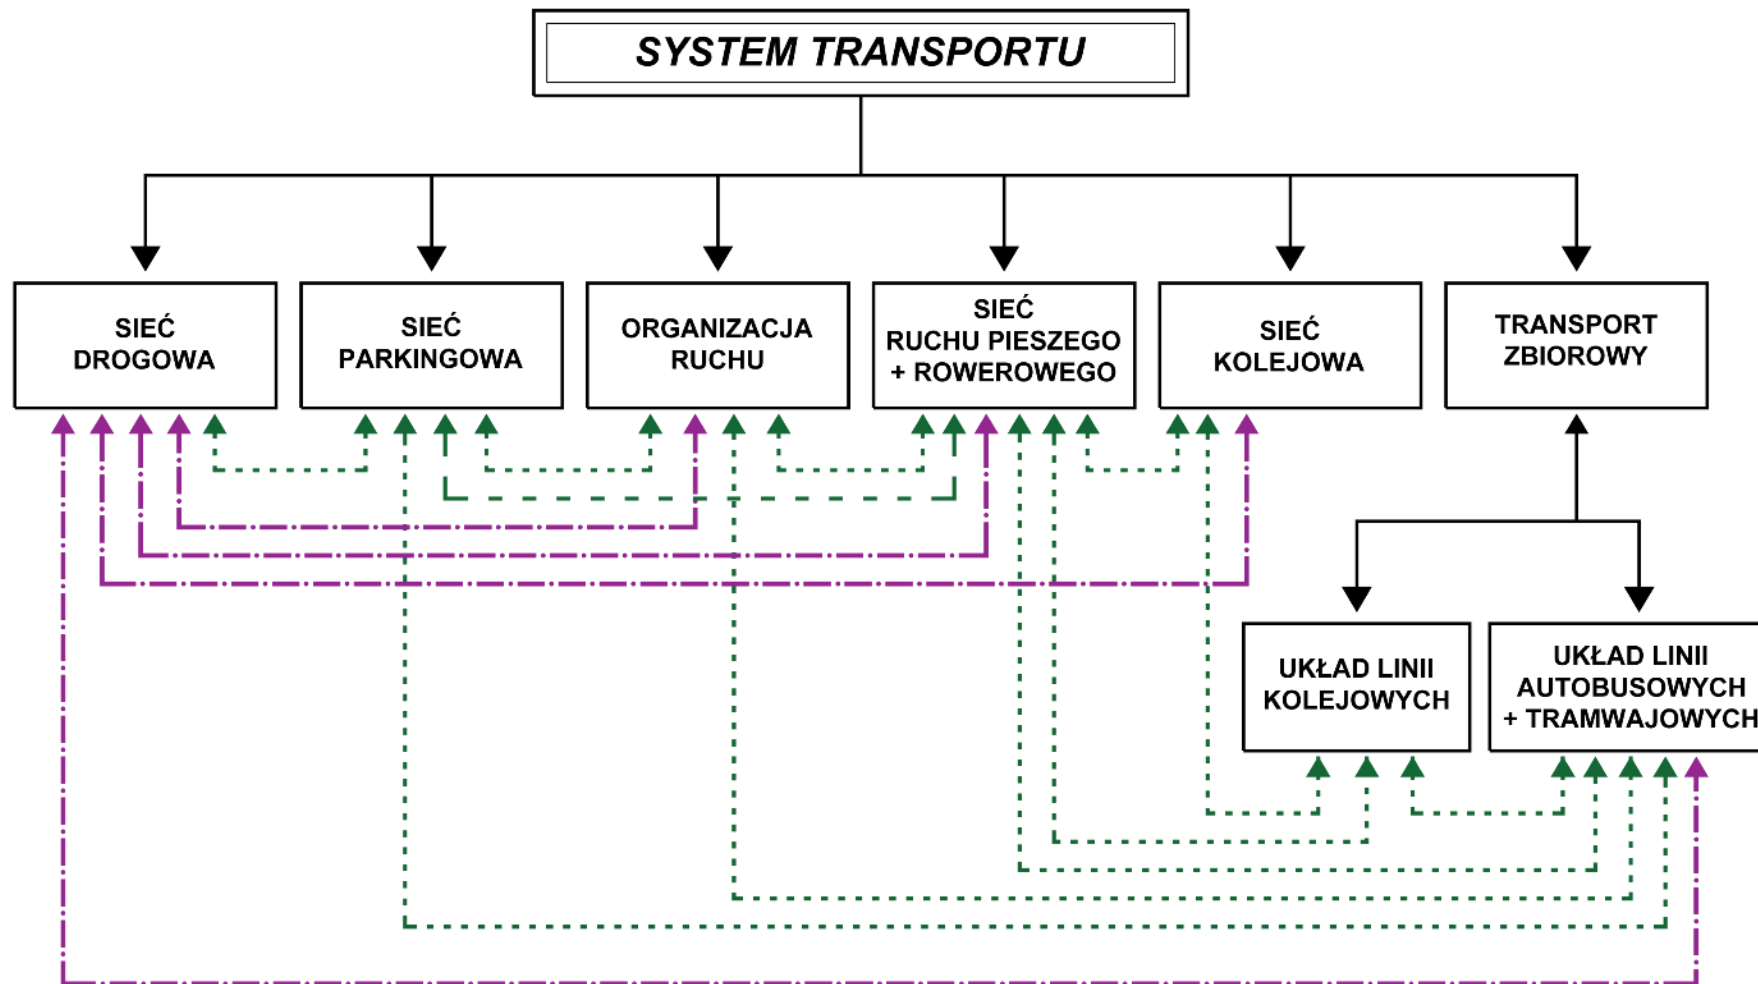 SYSTEM TRANSPORTU
SIEĆ
DROGOWA
SIEĆ
PARKINGOWA
ORGANIZACJA
RUCHU
SIEĆ
RUCHU PIESZEGO
+ ROWEROWEGO
SIEĆ
KOLEJOWA
TRANSPORT
ZBIOROWY
UKŁAD LINII
KOLEJOWYCH
UKŁAD LINII
AUTOBUSOWYCH
+ TRAMWAJOWYCH